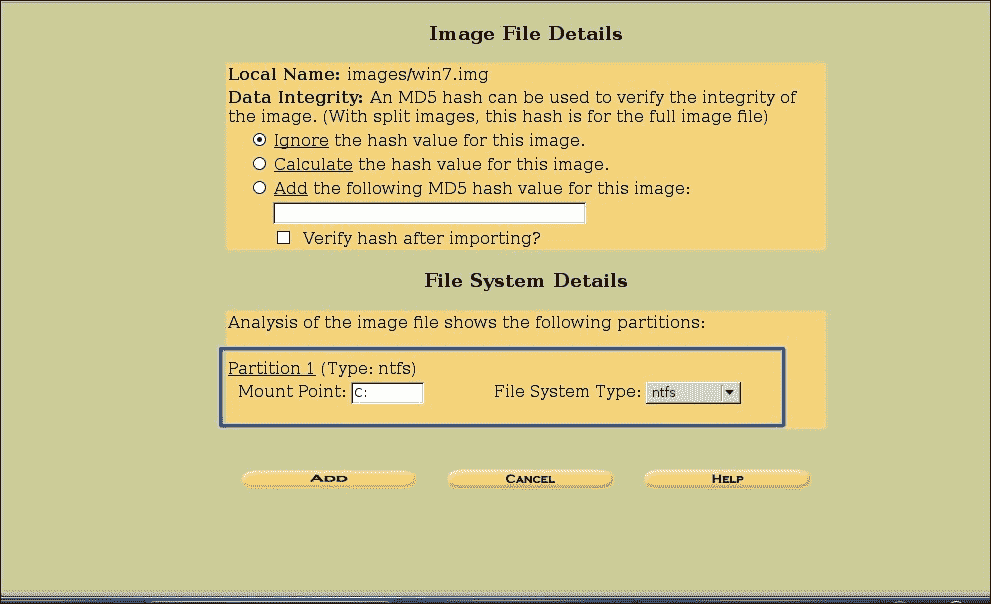 Image File Details
Local Name: images/win7.img
Data Integrity: An MD5 hash can be used to verify the integrity of
the image. (With split images, this hash is for the full image file)
Ignore the hash value for this image.
Calculate the hash value for this image.
Add the following MD5 hash value for this image:
Verify hash after importing?
File System Details
Analysis of the image file shows the following partitions:
Partition 1 (Type: ntfs)
Mount Point: C: File System Type: ntfs
ADD CANCEL HELP